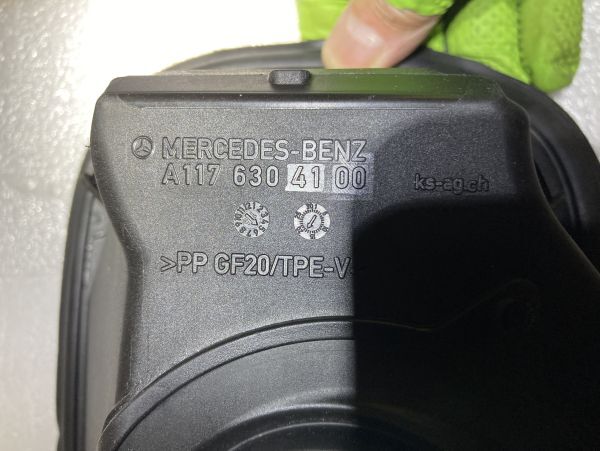 MERCEDES-BENZ
A117 630 41 00
ks-ag.ch
>PP GF20/TPE-V<